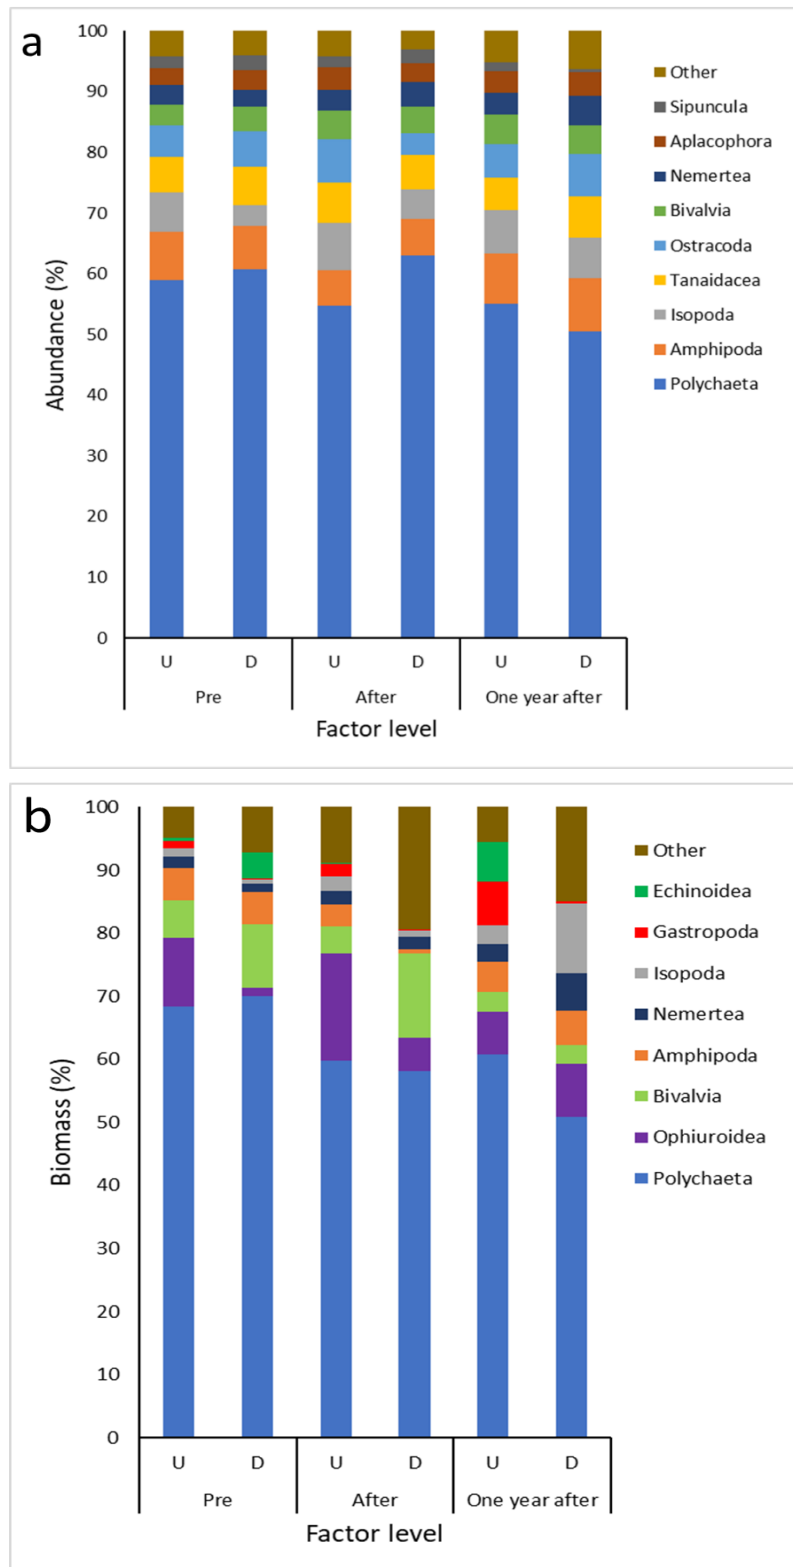 a
100
90
80
70
60
50
40
30
20
10
0
Abundance (%)
U D U D U D
Pre After One year after
Factor level
Other
Sipuncula
Aplacophora
Nemertea
Bivalvia
Ostracoda
Tanaidacea
Isopoda
Amphipoda
Polychaeta
b
100
90
80
70
60
50
40
30
20
10
0
Biomass (%)
U D U D U D
Pre After One year after
Factor level
Other
Echinoidea
Gastropoda
Isopoda
Nemertea
Amphipoda
Bivalvia
Ophiuroidea
Polychaeta